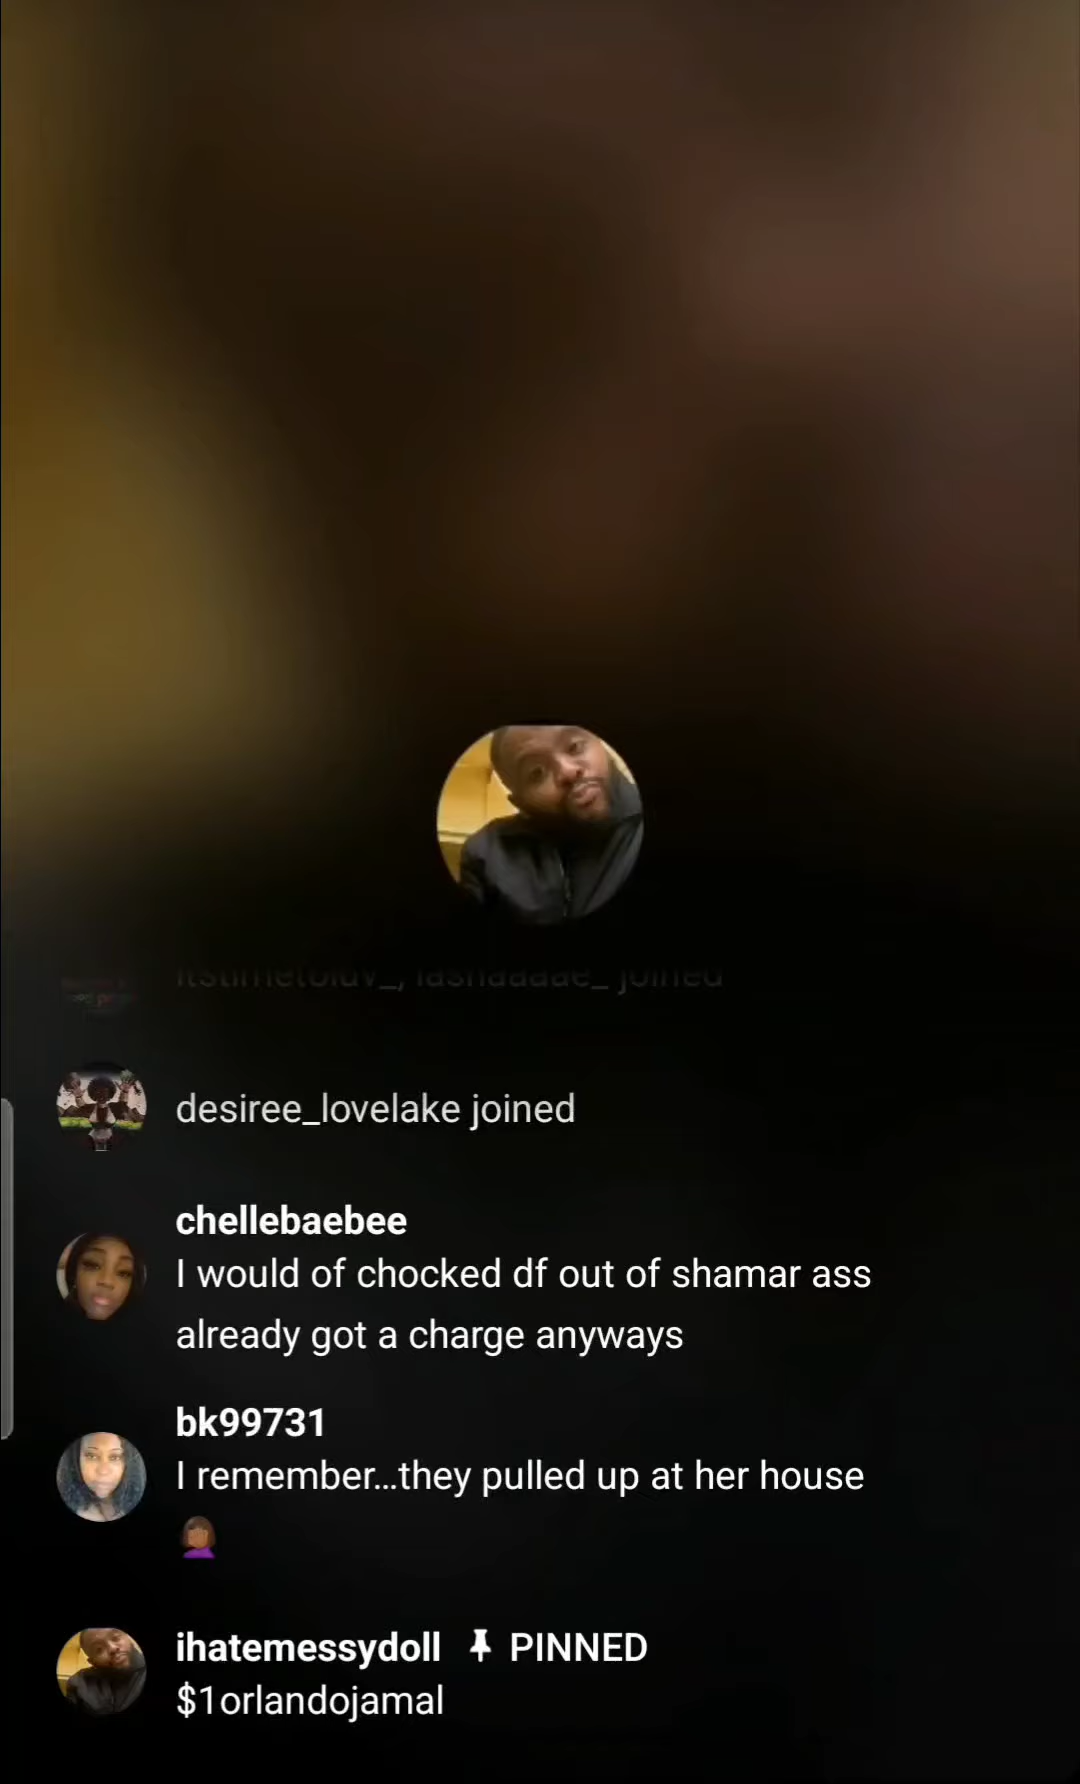 joined
desiree_lovelake joined
chellebaebee
I would of chocked df out of shamar ass
already got a charge anyways
bk99731
I remember...they pulled up at her house
🤦🏾‍♀️
ihatemessydoll 📌 PINNED
$1orlandojamal